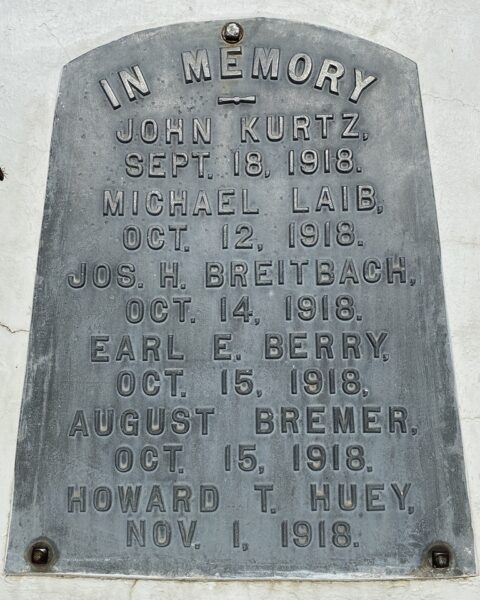 IN MEMORY
JOHN KURTZ,
SEPT. 18, 1918.
MICHAEL LAIB,
OCT. 12, 1918.
JOS. H. BREITBACH,
OCT. 14, 1918.
EARL E. BERRY,
OCT. 15, 1918,
AUGUST BREMER,
OCT. 15, 1918.
HOWARD T. HUEY,
NOV. 1, 1918.